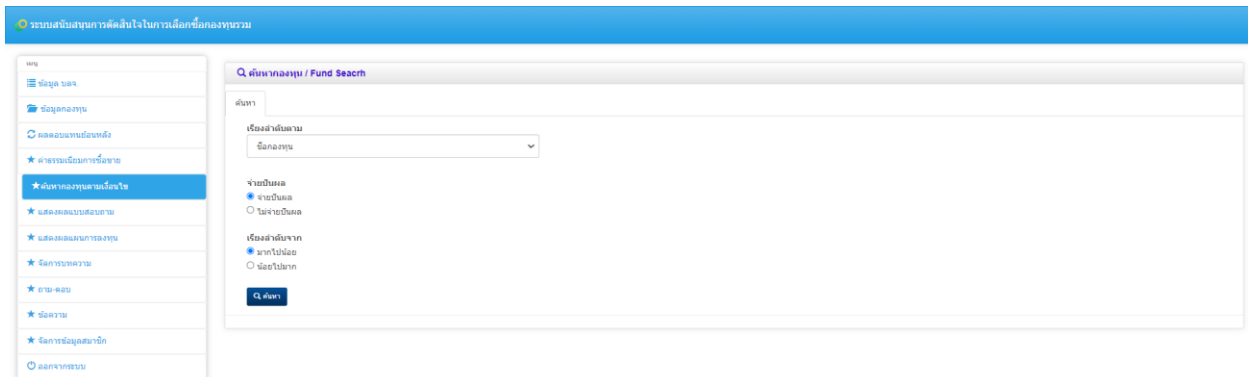 ระบบสนับสนุนการตัดสินใจในการเลือกซื้อกองทุนรวม
เมนู
ข้อมูล บลจ.
ข้อมูลกองทุน
ผลตอบแทนย้อนหลัง
ค่าธรรมเนียมการซื้อขาย
ค้นหากองทุนตามเงื่อนไข
แสดงผลแบบสอบถาม
แสดงผลแผนการลงทุน
จัดการบทความ
ถาม-ตอบ
ข้อความ
จัดการข้อมูลสมาชิก
ออกจากระบบ
ค้นหากองทุน / Fund Seacrh
ค้นหา
เรียงลำดับตาม
ชื่อกองทุน
จ่ายปันผล
จ่ายปันผล
ไม่จ่ายปันผล
เรียงลำดับจาก
มากไปน้อย
น้อยไปมาก
ค้นหา